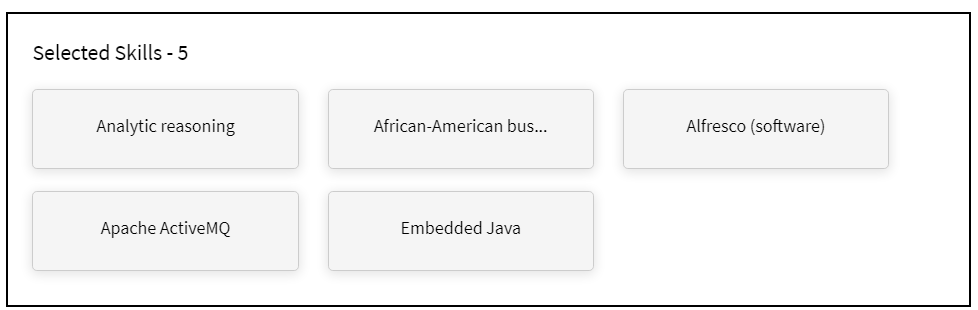 Selected Skills - 5
Analytic reasoning
African-American bus...
Alfresco (software)
Apache ActiveMQ
Embedded Java